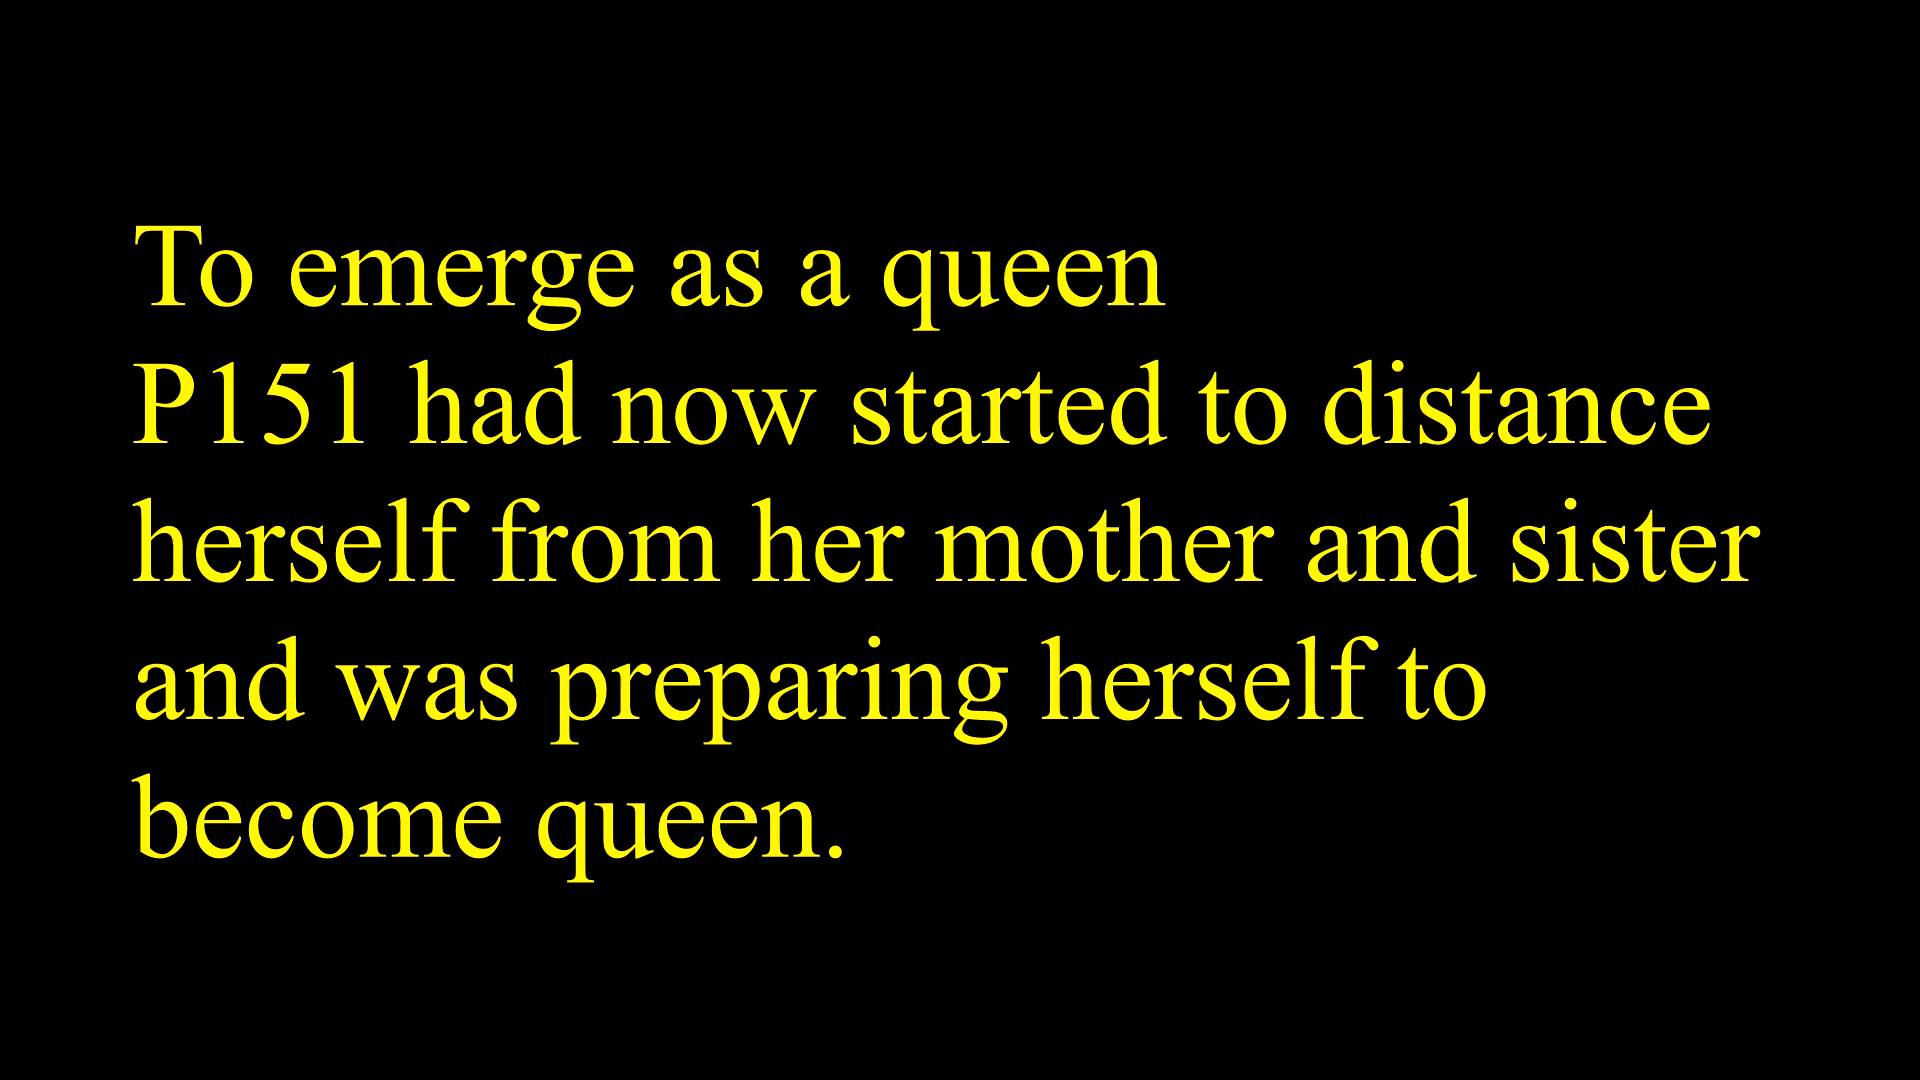 To emerge as a queen
P151 had now started to distance
herself from her mother and sister
and was preparing herself to
become queen.